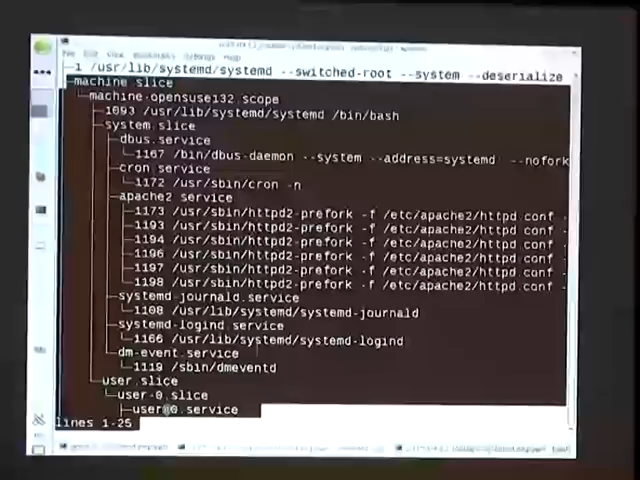 ├─1 /usr/lib/systemd/systemd --switched-root --system --deserialize
├─machine.slice
│ └─machine-opensuse132.scope
│   ├─1093 /usr/lib/systemd/systemd /bin/bash
│   ├─system.slice
│   │ ├─dbus.service
│   │ │ └─1167 /bin/dbus-daemon --system --address=systemd --nofork
│   │ ├─cron.service
│   │ │ └─1172 /usr/sbin/cron -n
│   │ ├─apache2.service
│   │ │ ├─1173 /usr/sbin/httpd2-prefork -f /etc/apache2/httpd.conf -
│   │ │ ├─1193 /usr/sbin/httpd2-prefork -f /etc/apache2/httpd.conf -
│   │ │ ├─1194 /usr/sbin/httpd2-prefork -f /etc/apache2/httpd.conf -
│   │ │ ├─1196 /usr/sbin/httpd2-prefork -f /etc/apache2/httpd.conf -
│   │ │ ├─1197 /usr/sbin/httpd2-prefork -f /etc/apache2/httpd.conf -
│   │ │ └─1198 /usr/sbin/httpd2-prefork -f /etc/apache2/httpd.conf -
│   │ ├─systemd-journald.service
│   │ │ └─1108 /usr/lib/systemd/systemd-journald
│   │ ├─systemd-logind.service
│   │ │ └─1166 /usr/lib/systemd/systemd-logind
│   │ └─dm-event.service
│   │   └─1119 /sbin/dmeventd
│   └─user.slice
│     └─user-0.slice
│       ├─user@0.service
lines 1-25